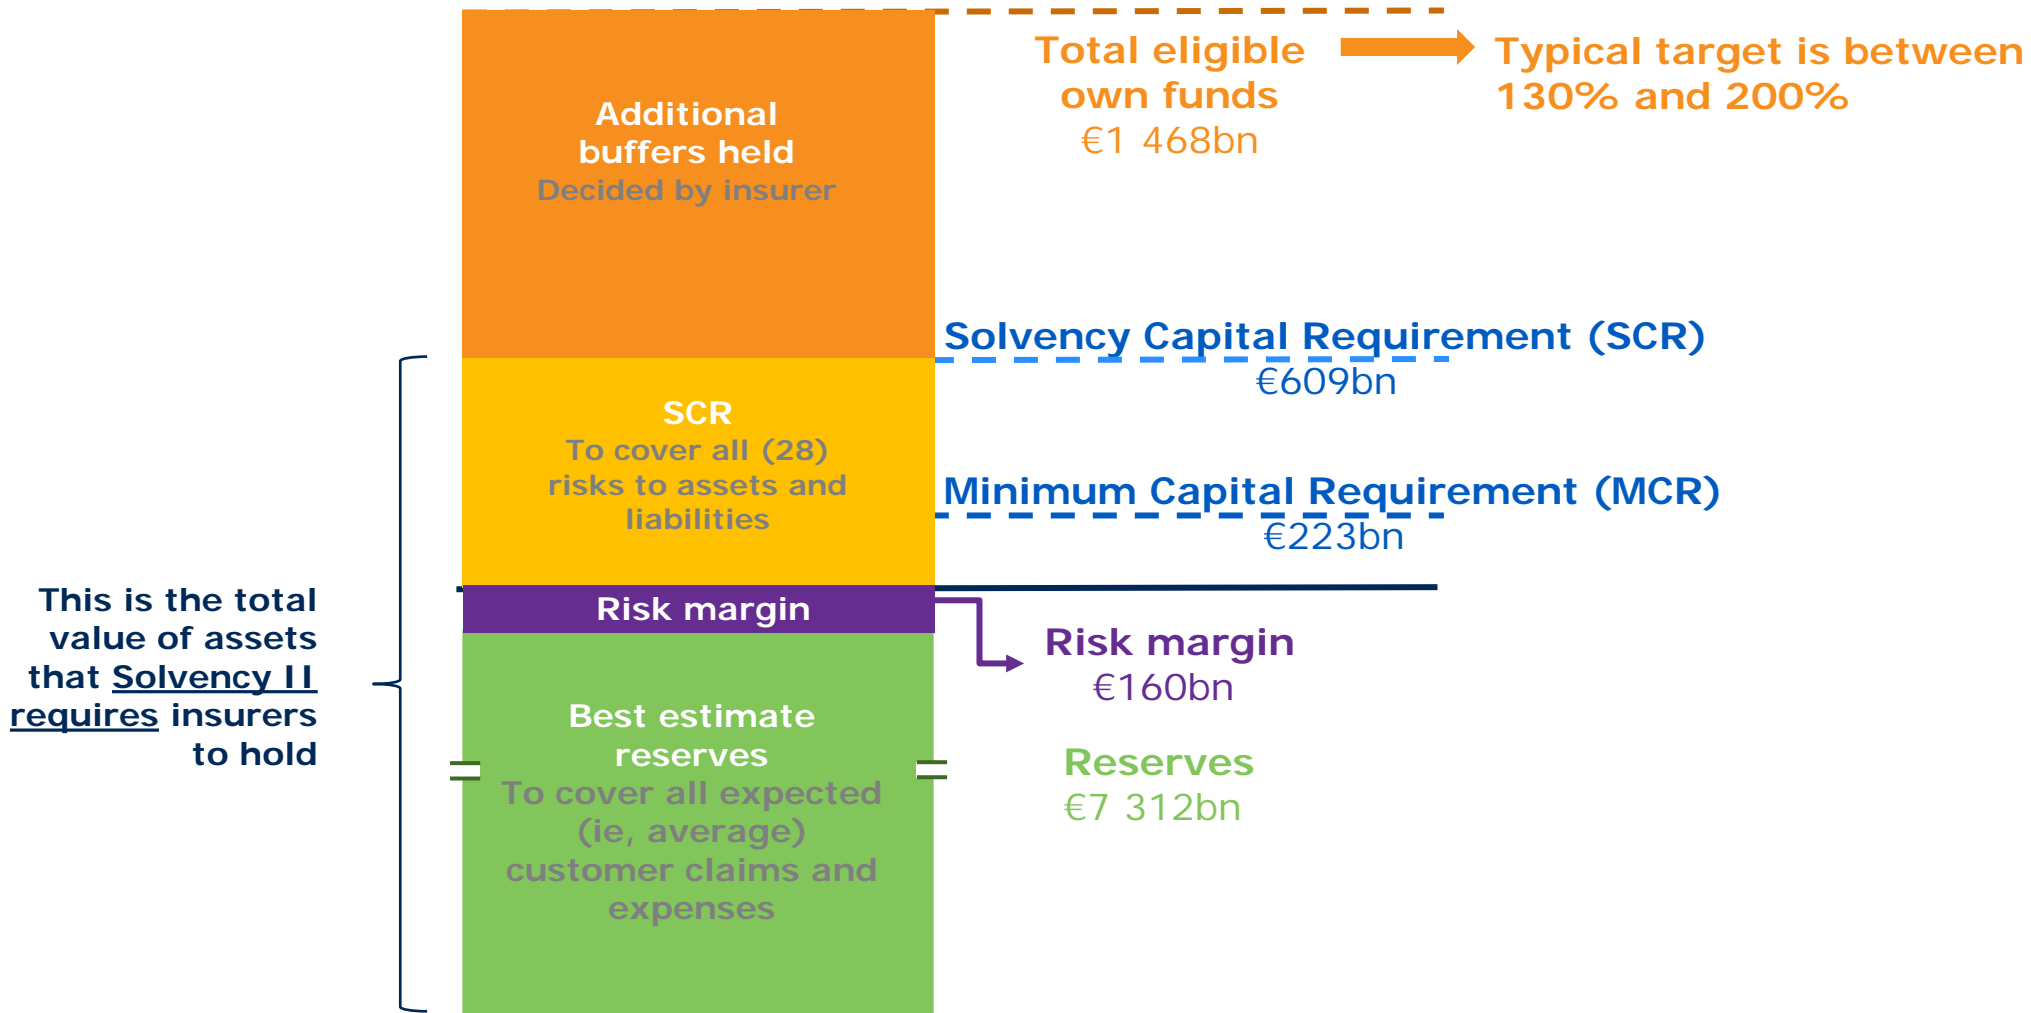 Additional
buffers held
Decided by insurer
Total eligible
own funds
€1 468bn
Typical target is between
130% and 200%
Solvency Capital Requirement (SCR)
€609bn
SCR
To cover all (28)
risks to assets and
liabilities
Minimum Capital Requirement (MCR)
€223bn
This is the total
value of assets
that Solvency II
requires insurers
to hold
Risk margin
Risk margin
€160bn
Best estimate
reserves
To cover all expected
(ie, average)
customer claims and
expenses
Reserves
€7 312bn